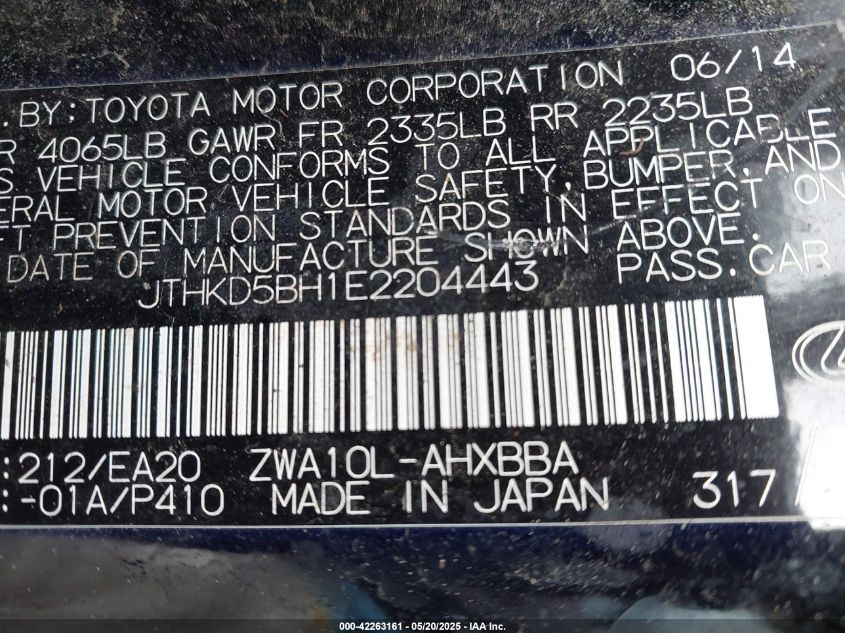 . BY: TOYOTA MOTOR CORPORATION 06/14
R 4065LB GAWR FR 2335LB RR 2235LB
S VEHICLE CONFORMS TO ALL APPLICABLE
ERAL MOTOR VEHICLE SAFETY, BUMPER, AND
FT PREVENTION STANDARDS IN EFFECT ON
DATE OF MANUFACTURE SHOWN ABOVE.
JTHKD5BH1E2204443 PASS.CAR
:212/EA20 ZWA10L-AHXBBA
:-01A/P410 MADE IN JAPAN 317
000-42263161 - 05/20/2025 - IAA Inc.